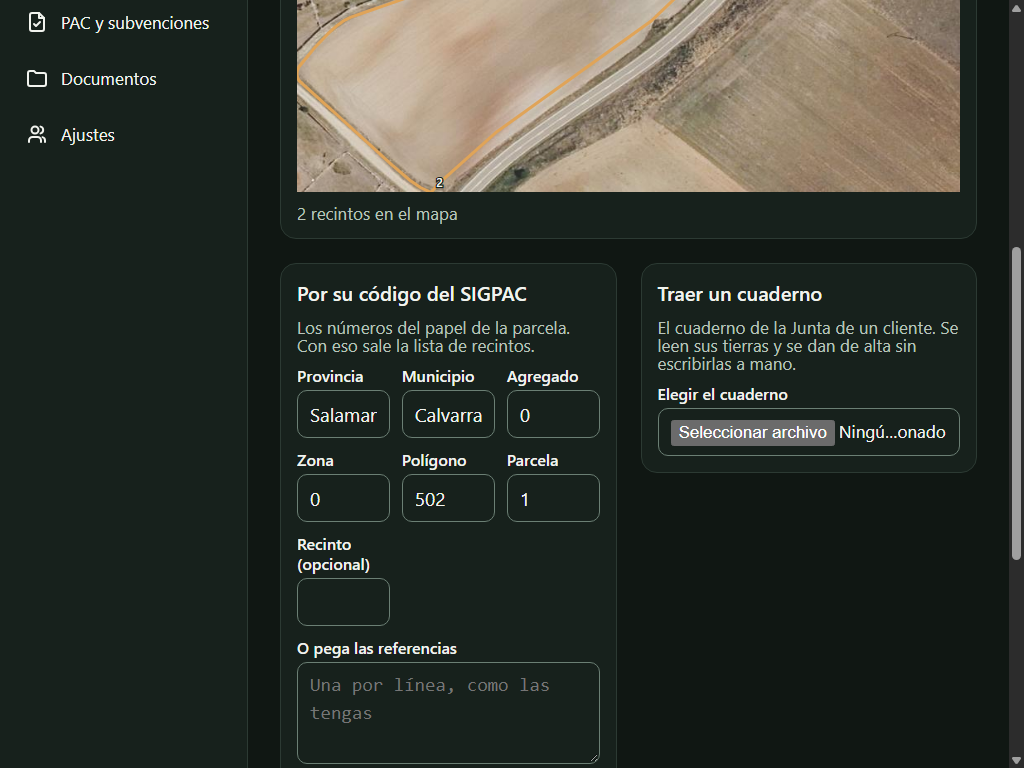 PAC y subvenciones
Documentos
Ajustes
2
2 recintos en el mapa
Por su código del SIGPAC
Los números del papel de la parcela.
Con eso sale la lista de recintos.
Provincia
Municipio
Agregado
Salamar
Calvarra
0
Zona
Polígono
Parcela
0
502
1
Recinto
(opcional)
O pega las referencias
Una por línea, como las
tengas
Traer un cuaderno
El cuaderno de la Junta de un cliente. Se
leen sus tierras y se dan de alta sin
escribirlas a mano.
Elegir el cuaderno
Seleccionar archivo Ningú...onado